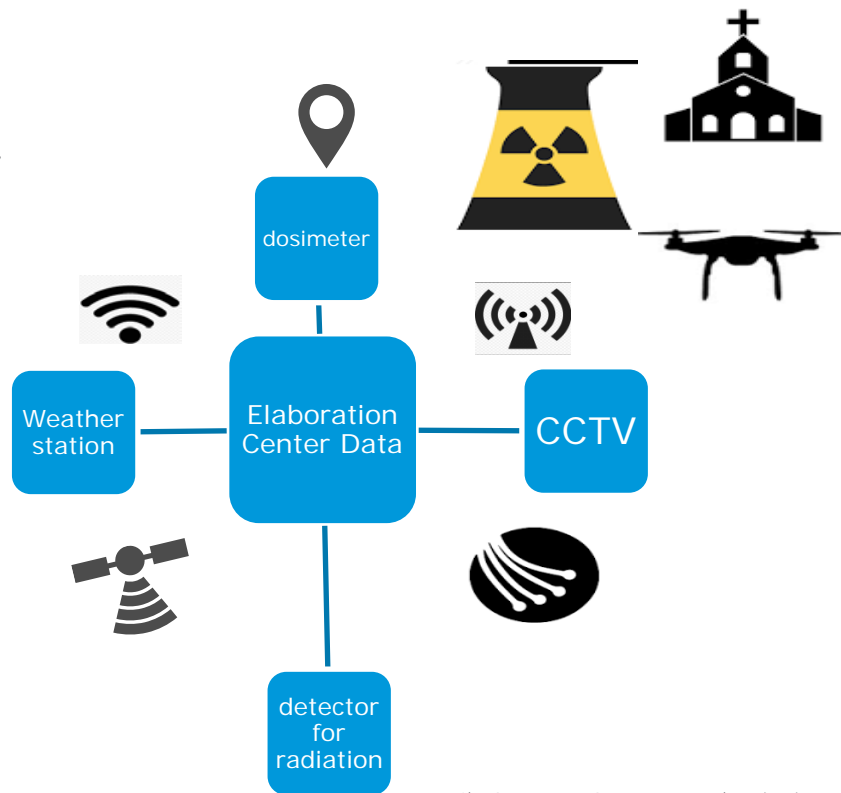 dosimeter
Weather
station
Elaboration
Center Data
CCTV
detector
for
radiation